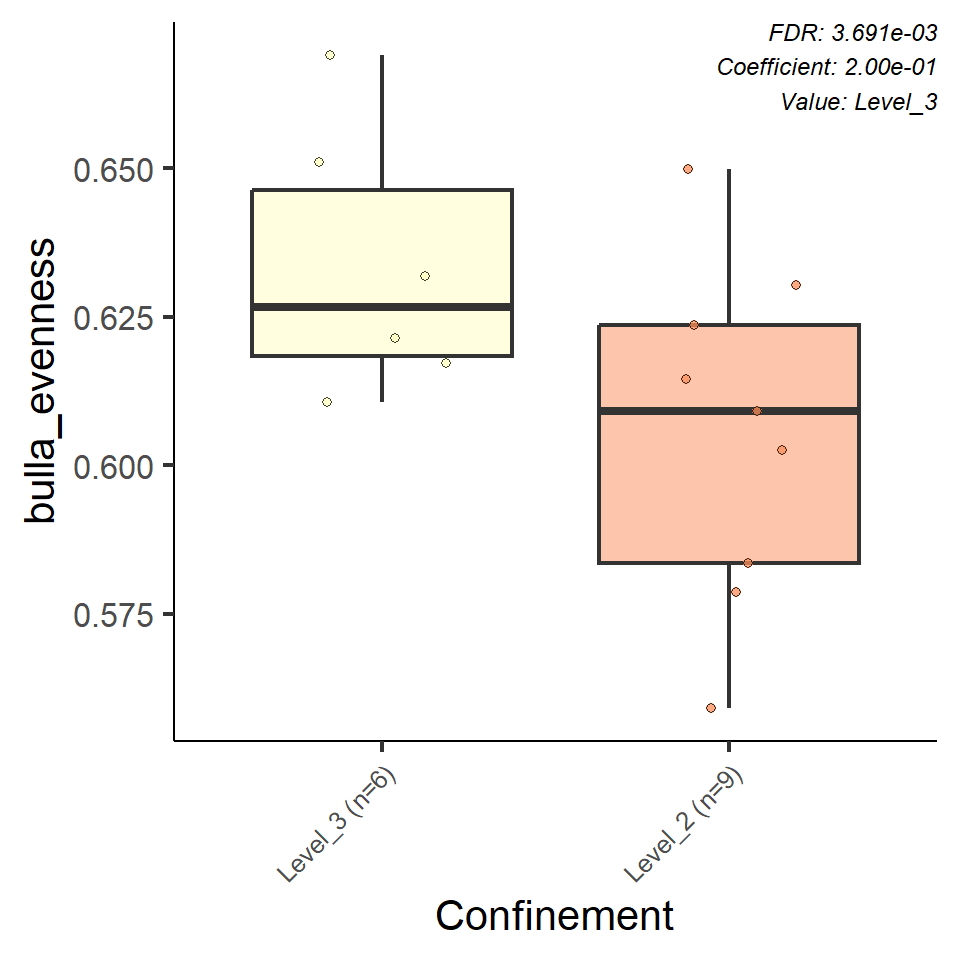 FDR: 3.691e-03
Coefficient: 2.00e-01
Value: Level_3
0.650
0.625
0.600
0.575
bulla_evenness
Level_3 (n=6)
Level_2 (n=9)
Confinement